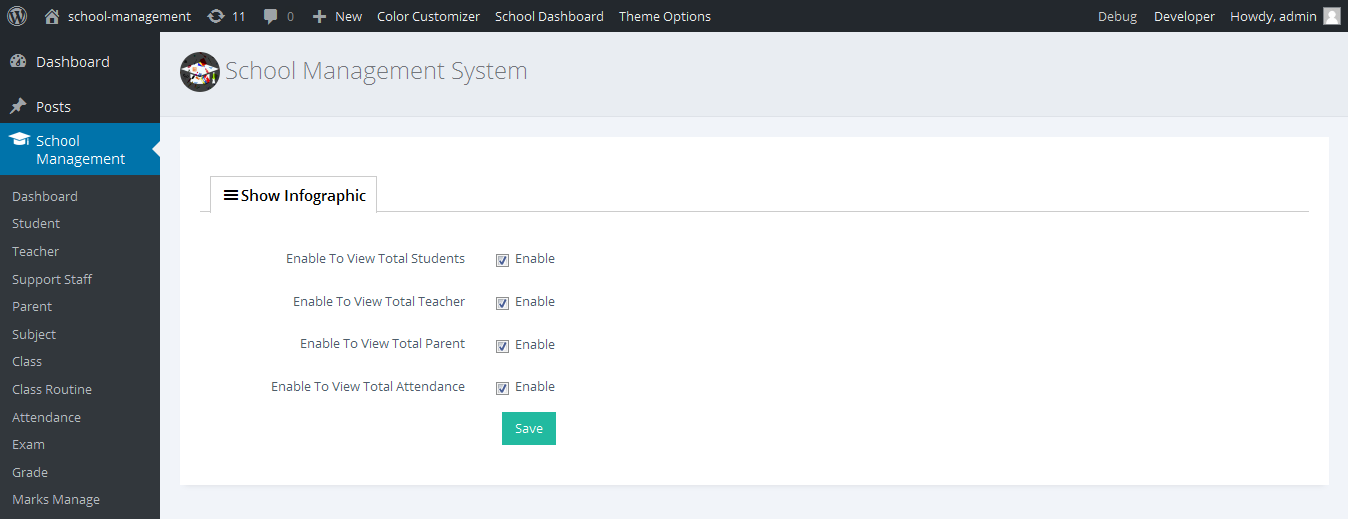 school-management 11 0 New Color Customizer School Dashboard Theme Options Debug Developer Howdy, admin
Dashboard
Posts
School
Management
Dashboard
Student
Teacher
Support Staff
Parent
Subject
Class
Class Routine
Attendance
Exam
Grade
Marks Manage
School Management System
Show Infographic
Enable To View Total Students Enable
Enable To View Total Teacher Enable
Enable To View Total Parent Enable
Enable To View Total Attendance Enable
Save